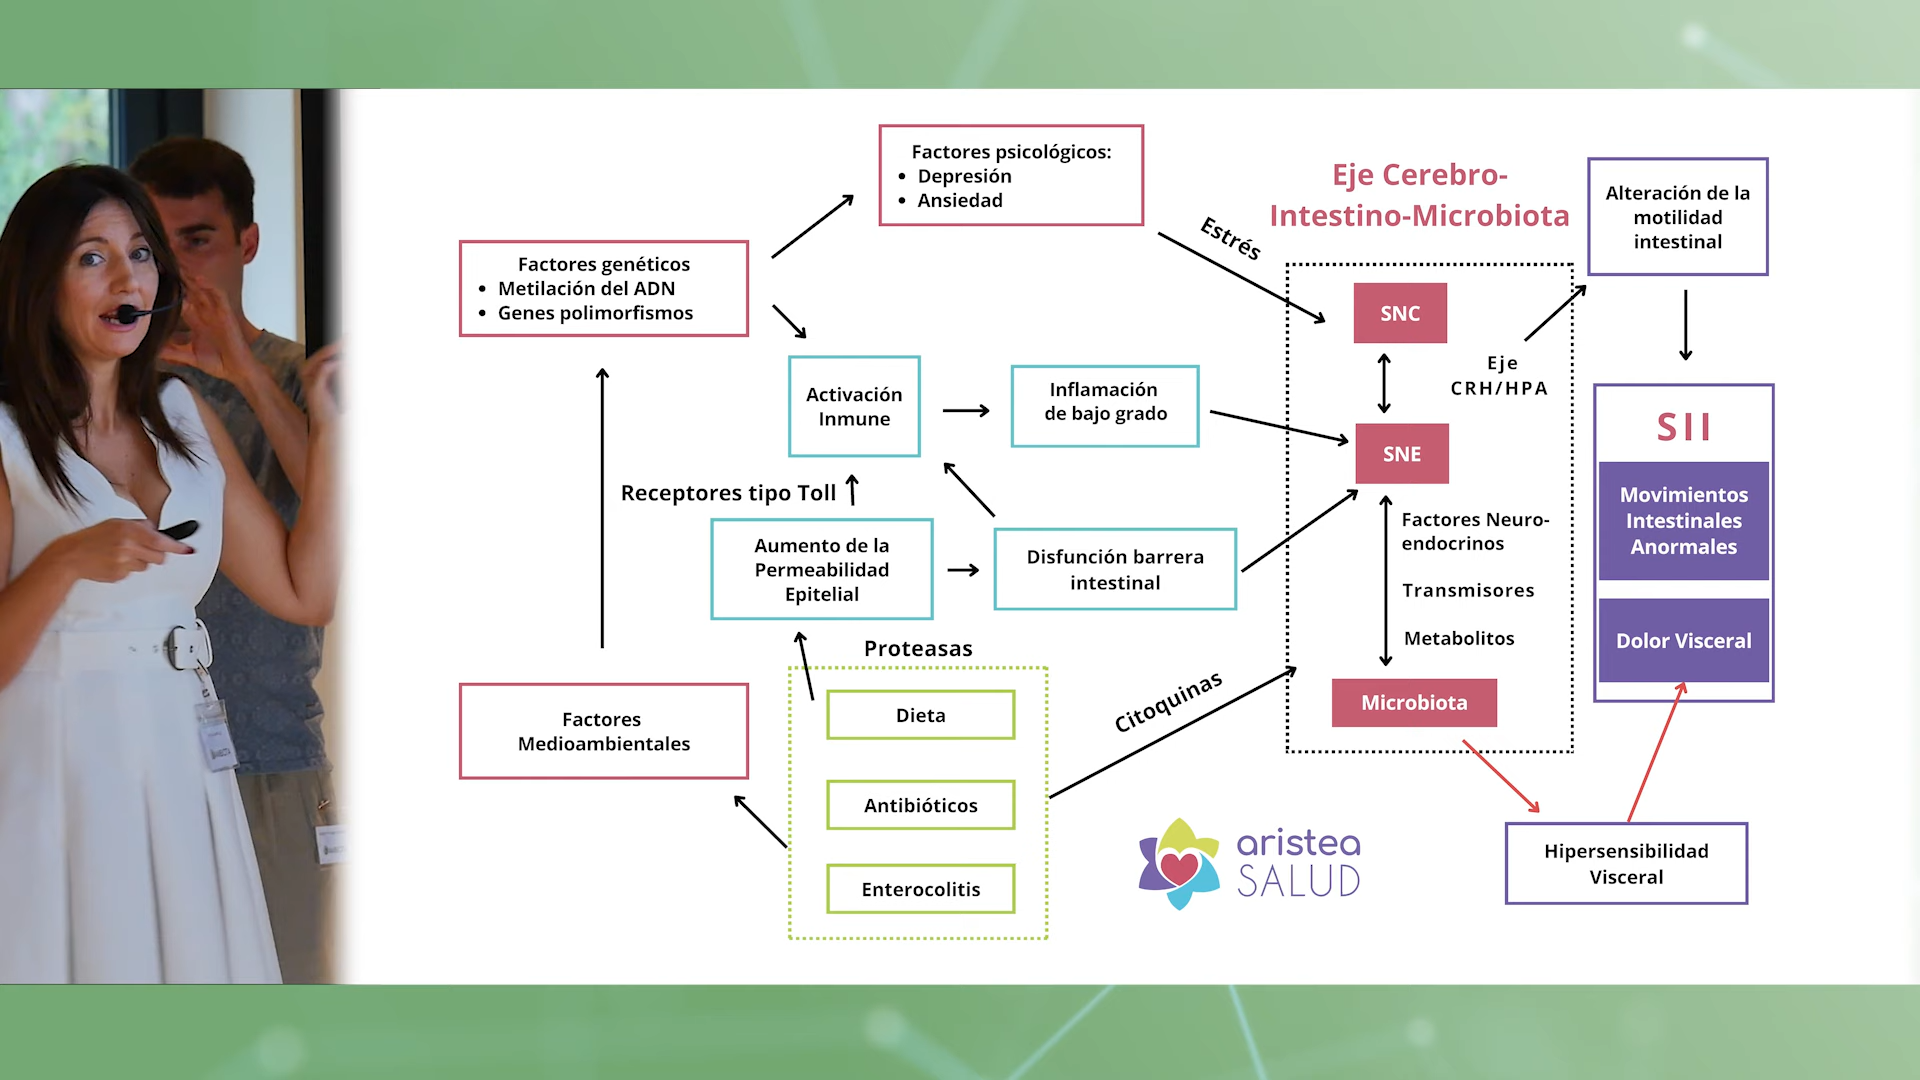 Factores psicológicos:
• Depresión
• Ansiedad
Factores genéticos
• Metilación del ADN
• Genes polimorfismos
Estrés
Eje Cerebro-
Intestino-Microbiota
Alteración de la
motilidad
intestinal
SNC
Eje
CRH/HPA
Activación
Inmune
Inflamación
de bajo grado
SNE
SII
Movimientos
Intestinales
Anormales
Dolor Visceral
Receptores tipo Toll
Aumento de la
Permeabilidad
Epitelial
Disfunción barrera
intestinal
Factores Neuro-
endocrinos
Transmisores
Metabolitos
Microbiota
Proteasas
Dieta
Antibióticos
Enterocolitis
Factores
Medioambientales
Citoquinas
Hipersensibilidad
Visceral
aristea
SALUD